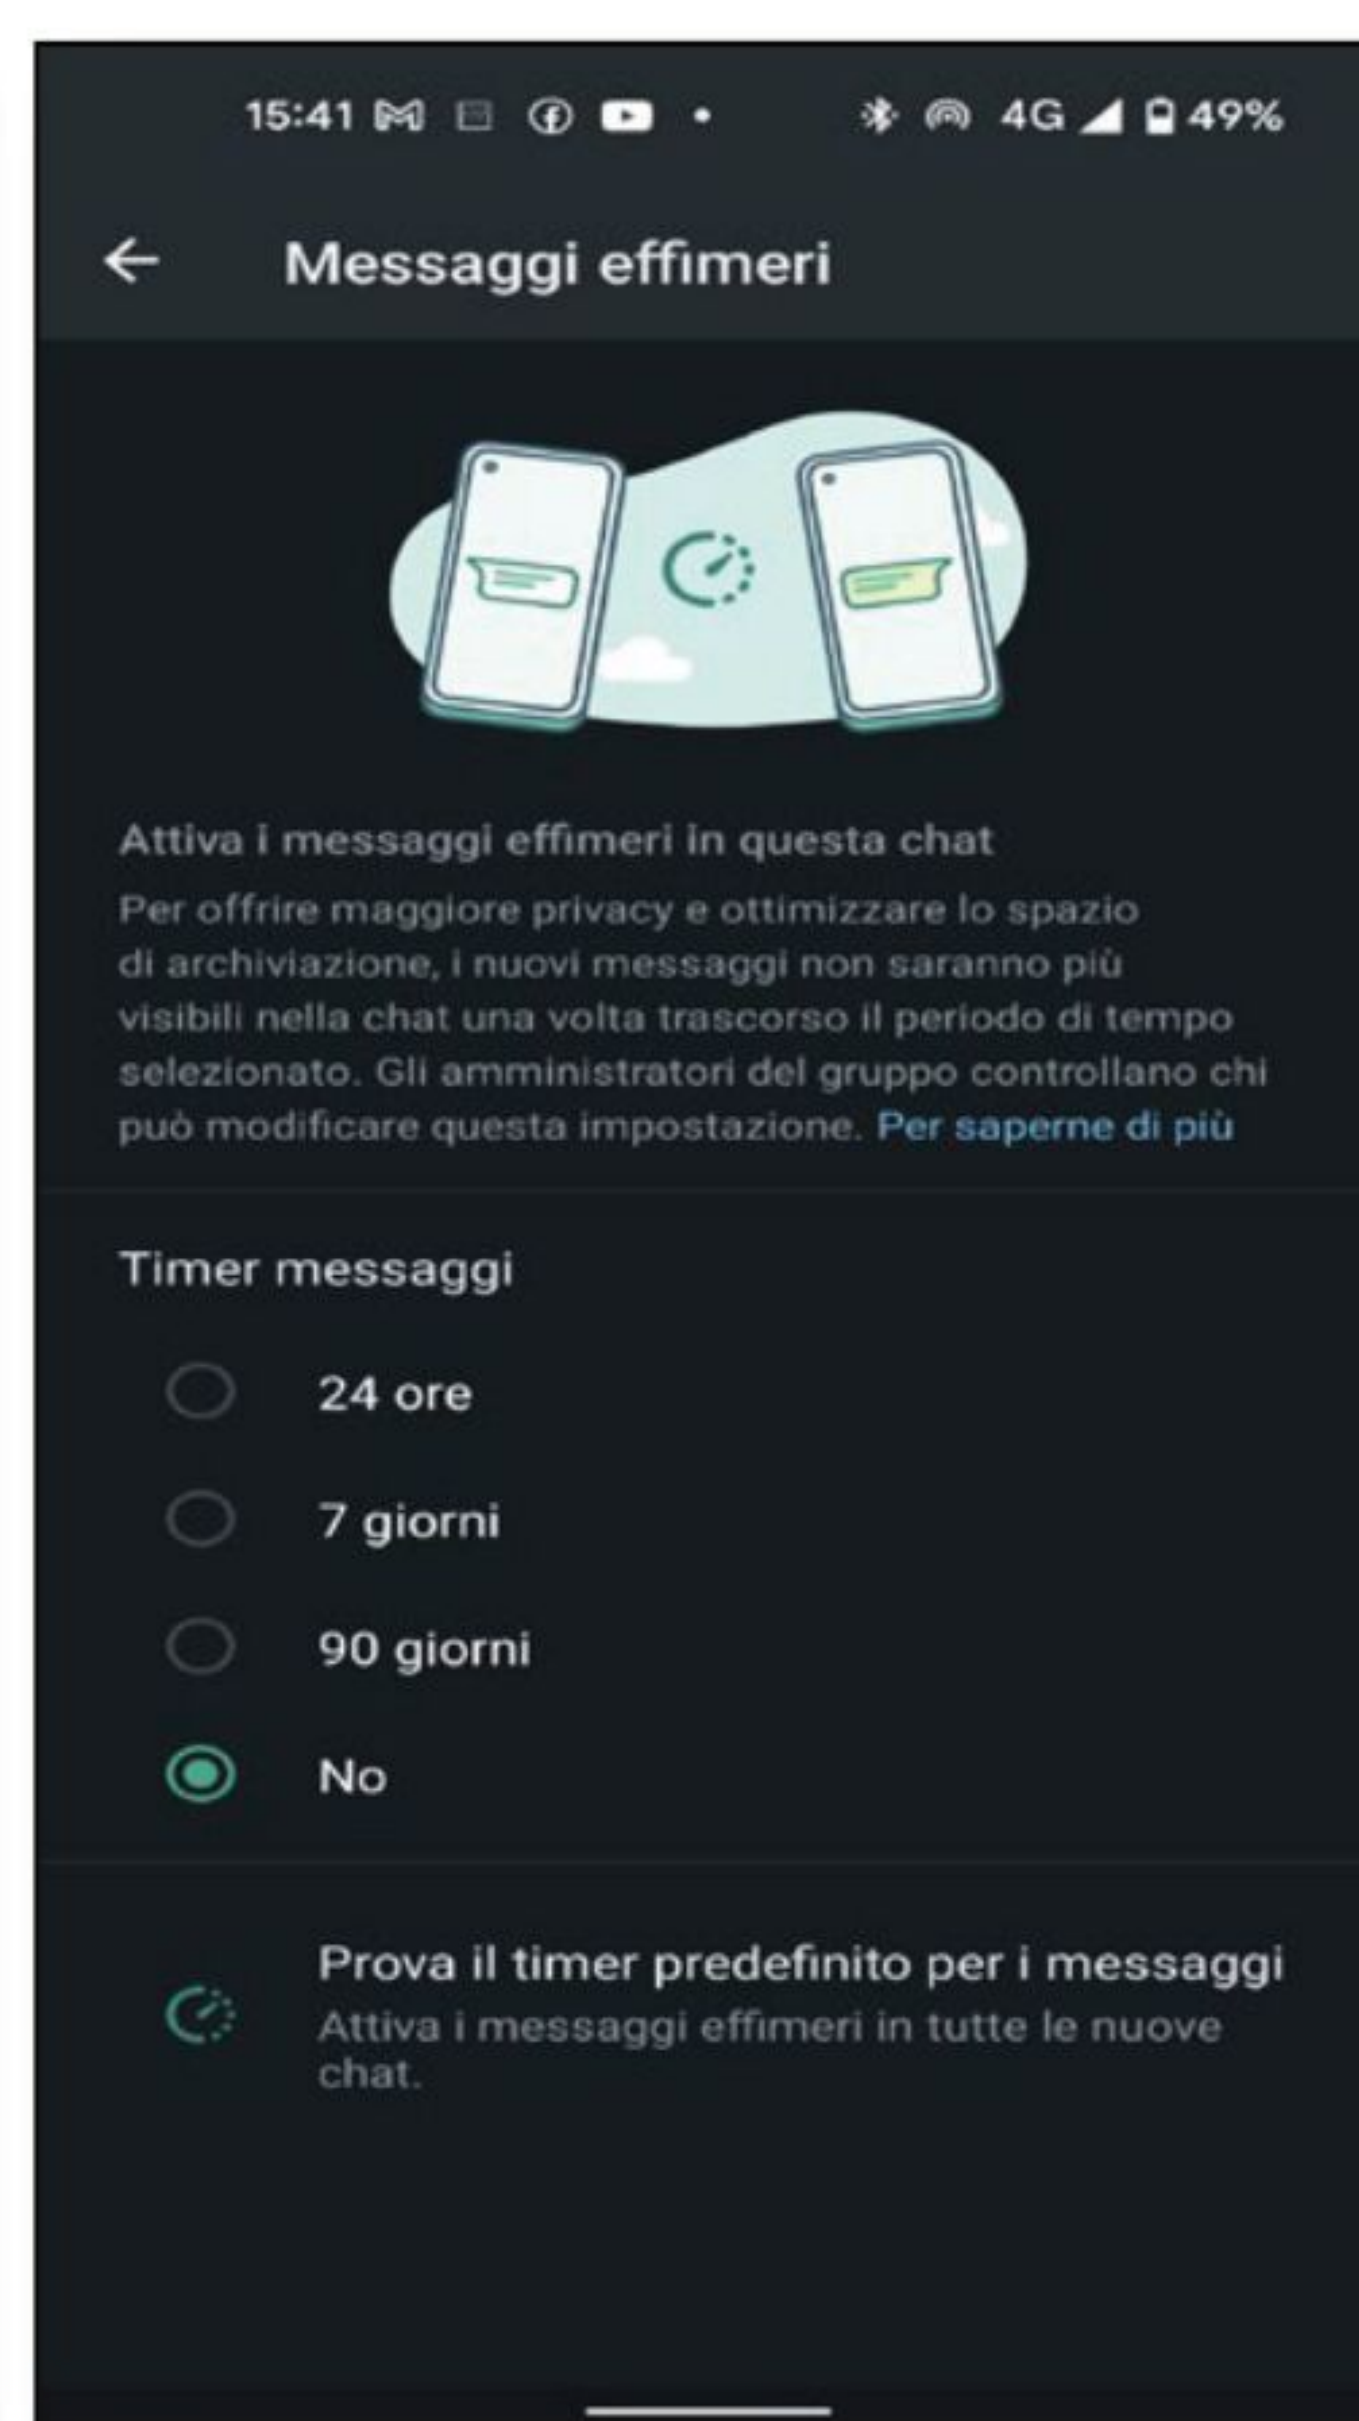 15:41 4G 49%
Messaggi effimeri
Attiva i messaggi effimeri in questa chat
Per offrire maggiore privacy e ottimizzare lo spazio
di archiviazione, i nuovi messaggi non saranno più
visibili nella chat una volta trascorso il periodo di tempo
selezionato. Gli amministratori del gruppo controllano chi
può modificare questa impostazione. Per saperne di più
Timer messaggi
24 ore
7 giorni
90 giorni
No
Prova il timer predefinito per i messaggi
Attiva i messaggi effimeri in tutte le nuove
chat.